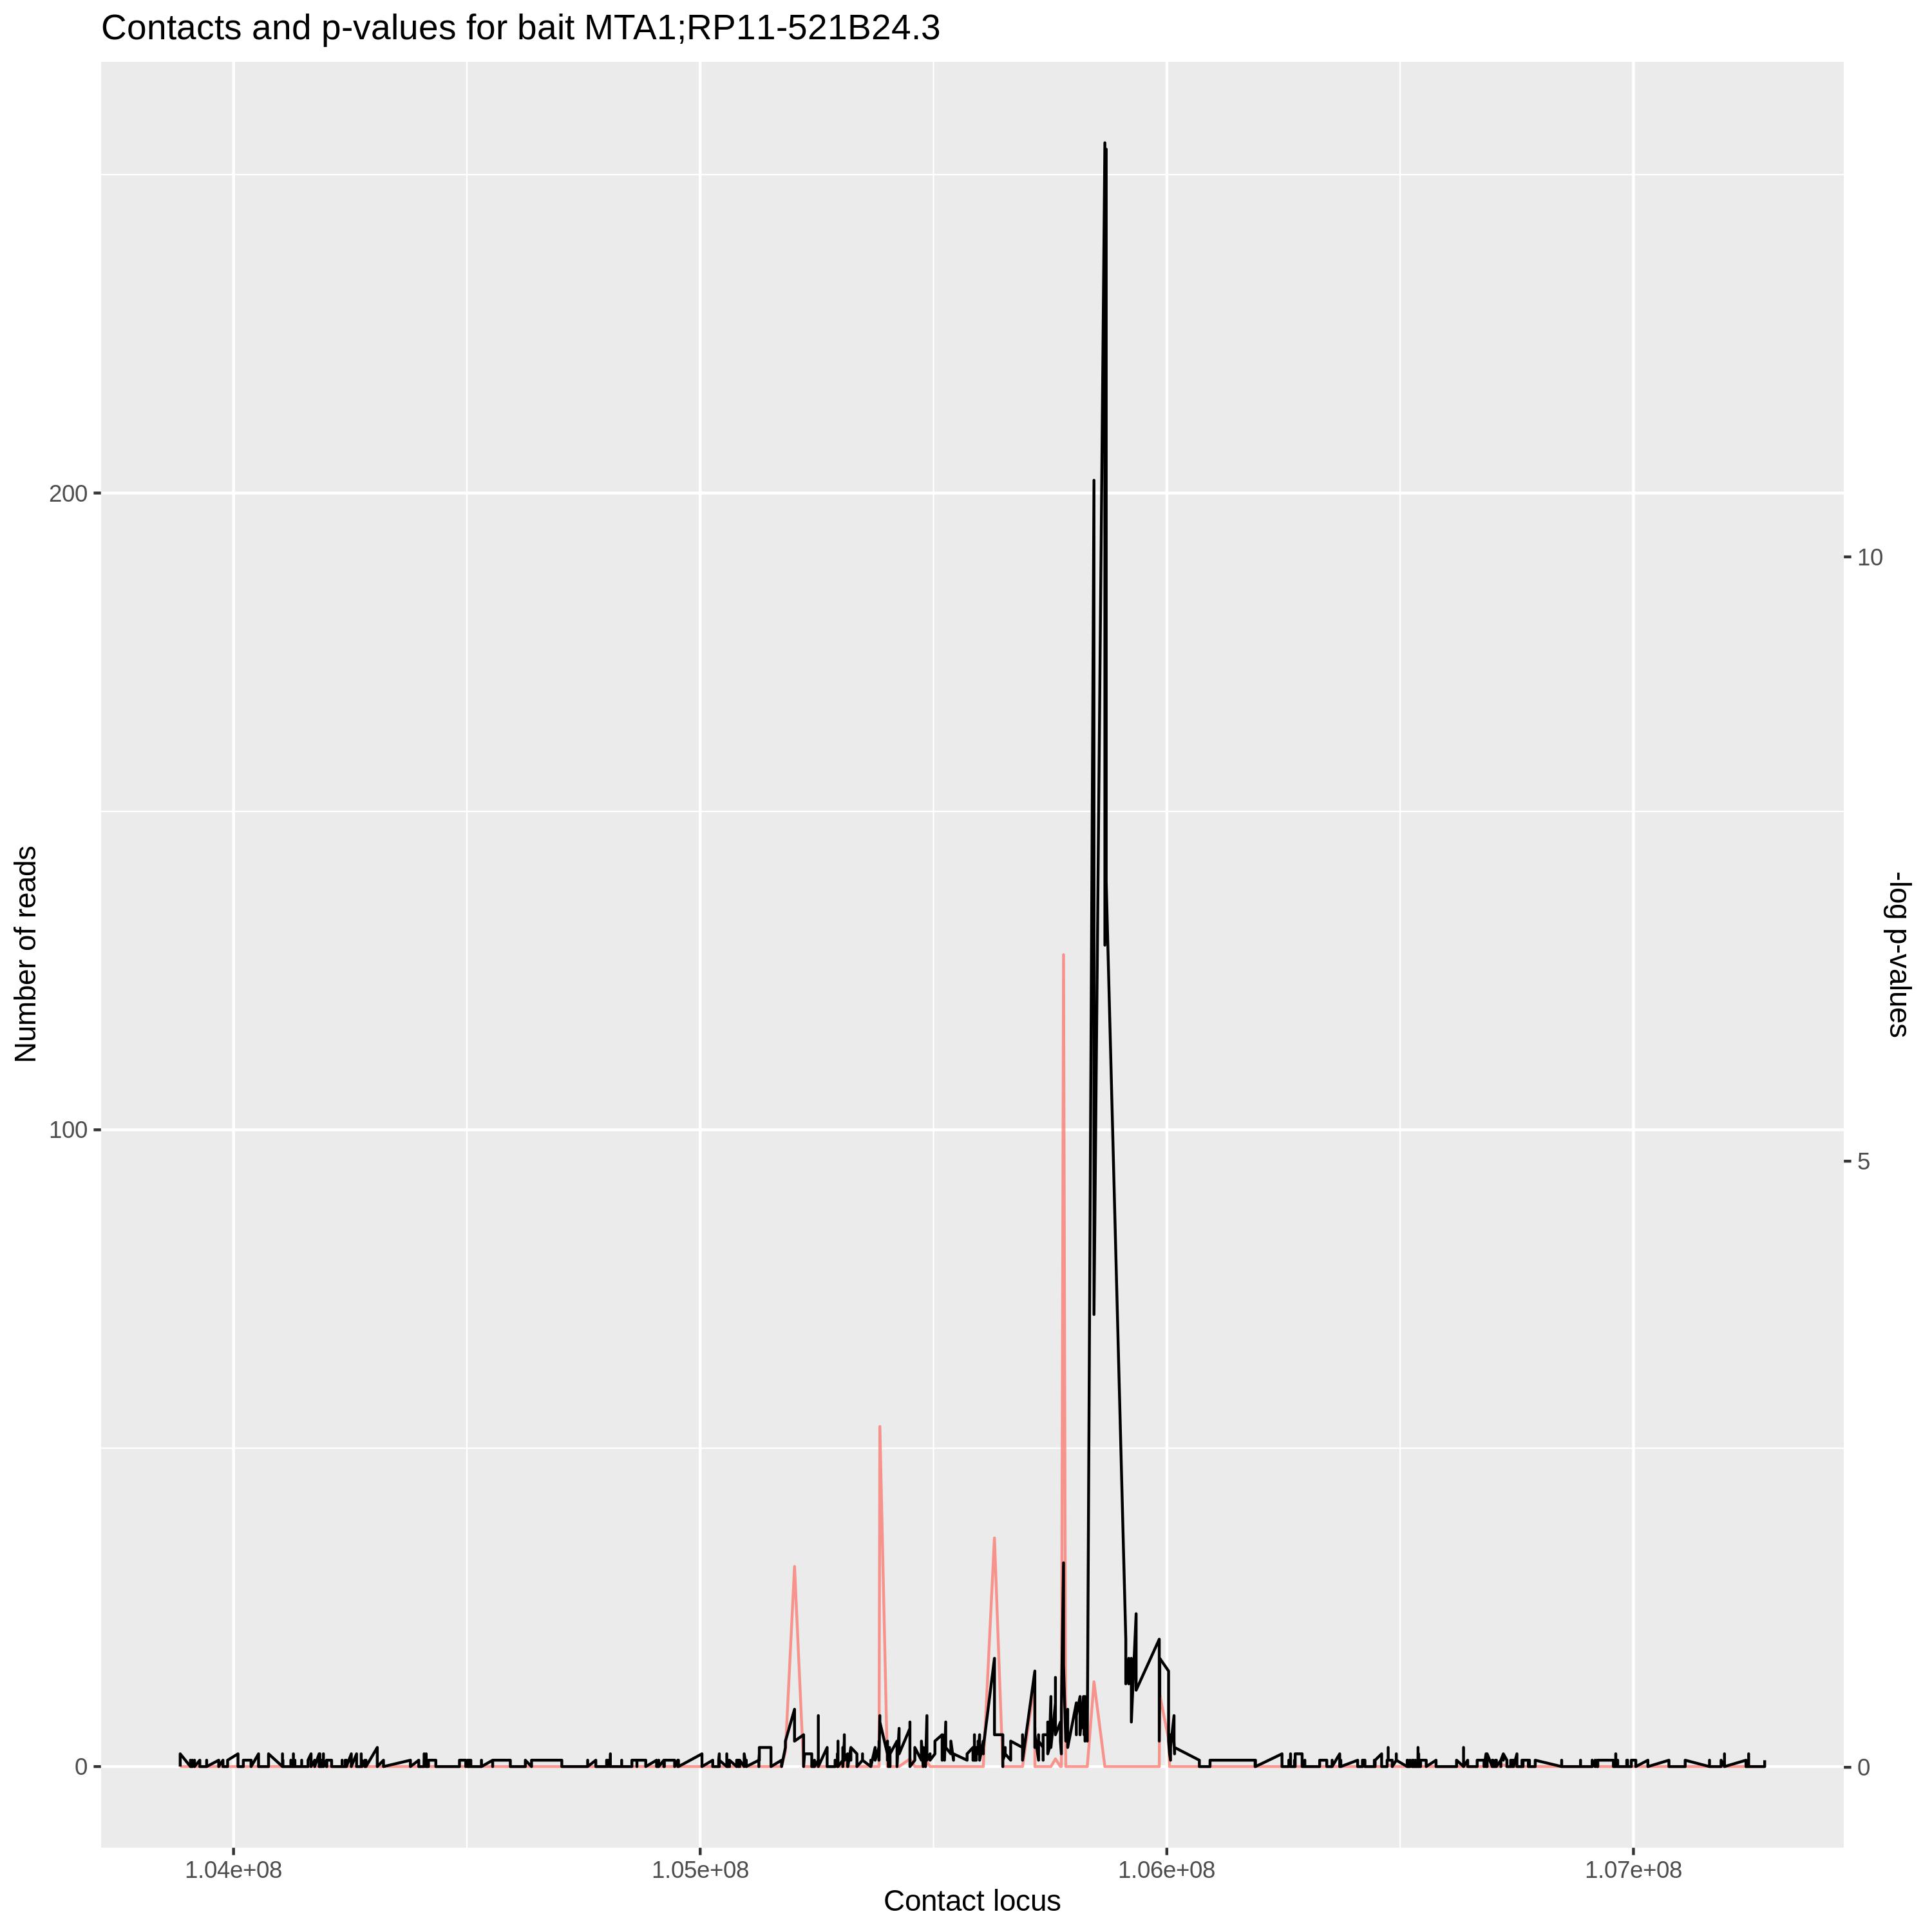 Contacts and p-values for bait MTA1;RP11-521B24.3
Number of reads
200
100
0
10
5
0
-log p-values
1.04e+08 1.05e+08 1.06e+08 1.07e+08
Contact locus